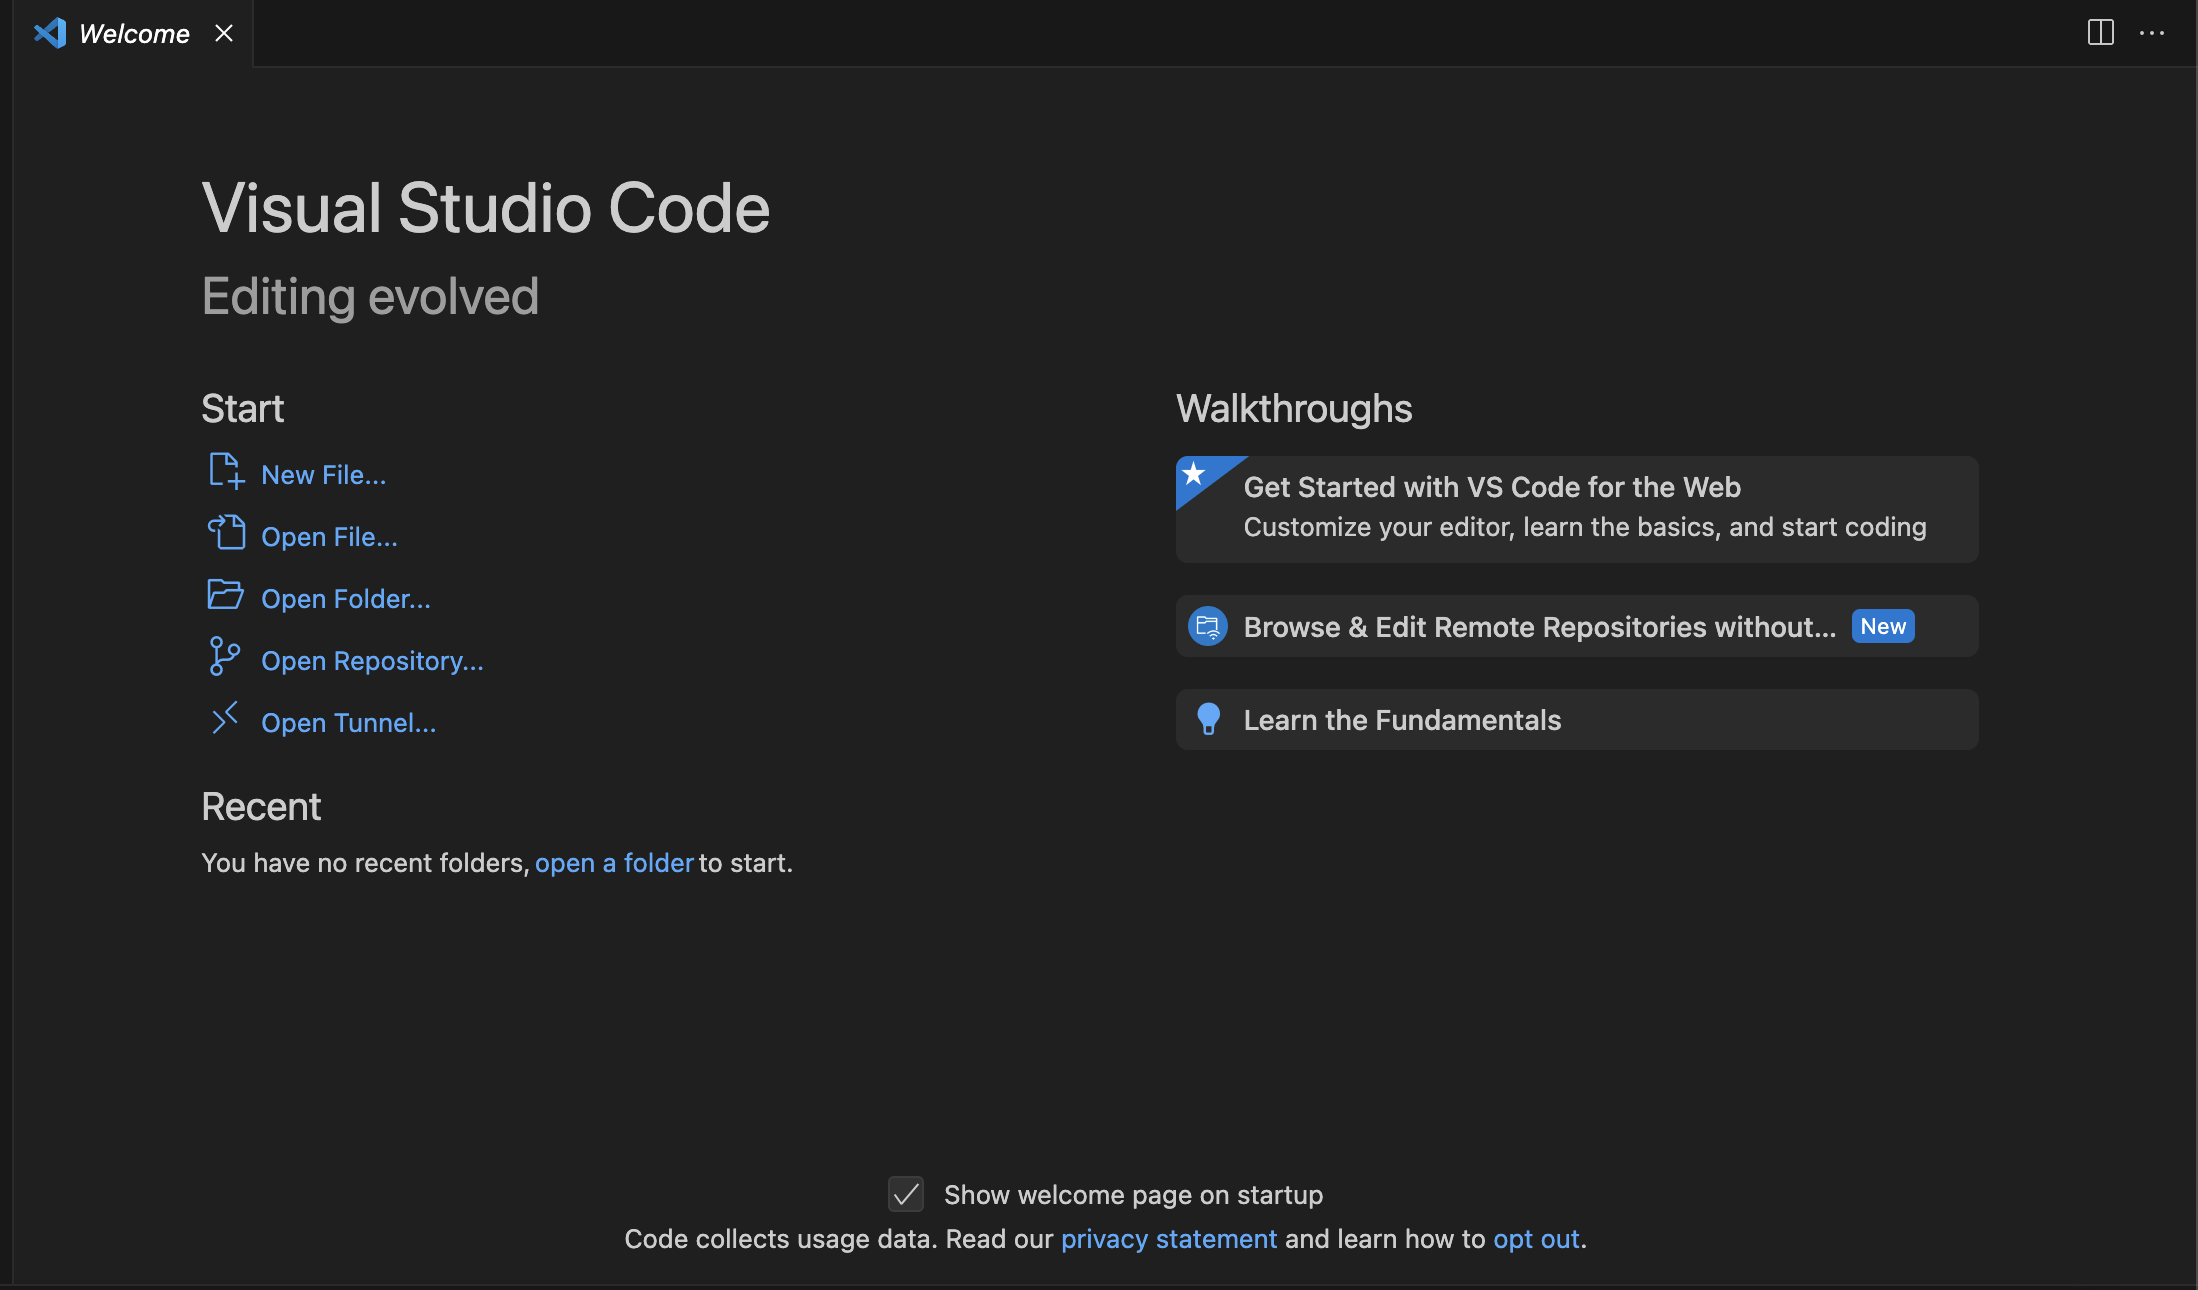 Welcome
Visual Studio Code
Editing evolved
Start
New File...
Open File...
Open Folder...
Open Repository...
Open Tunnel...
Recent
You have no recent folders, open a folder to start.
Walkthroughs
Get Started with VS Code for the Web
Customize your editor, learn the basics, and start coding
Browse & Edit Remote Repositories without... New
Learn the Fundamentals
Show welcome page on startup
Code collects usage data. Read our privacy statement and learn how to opt out.